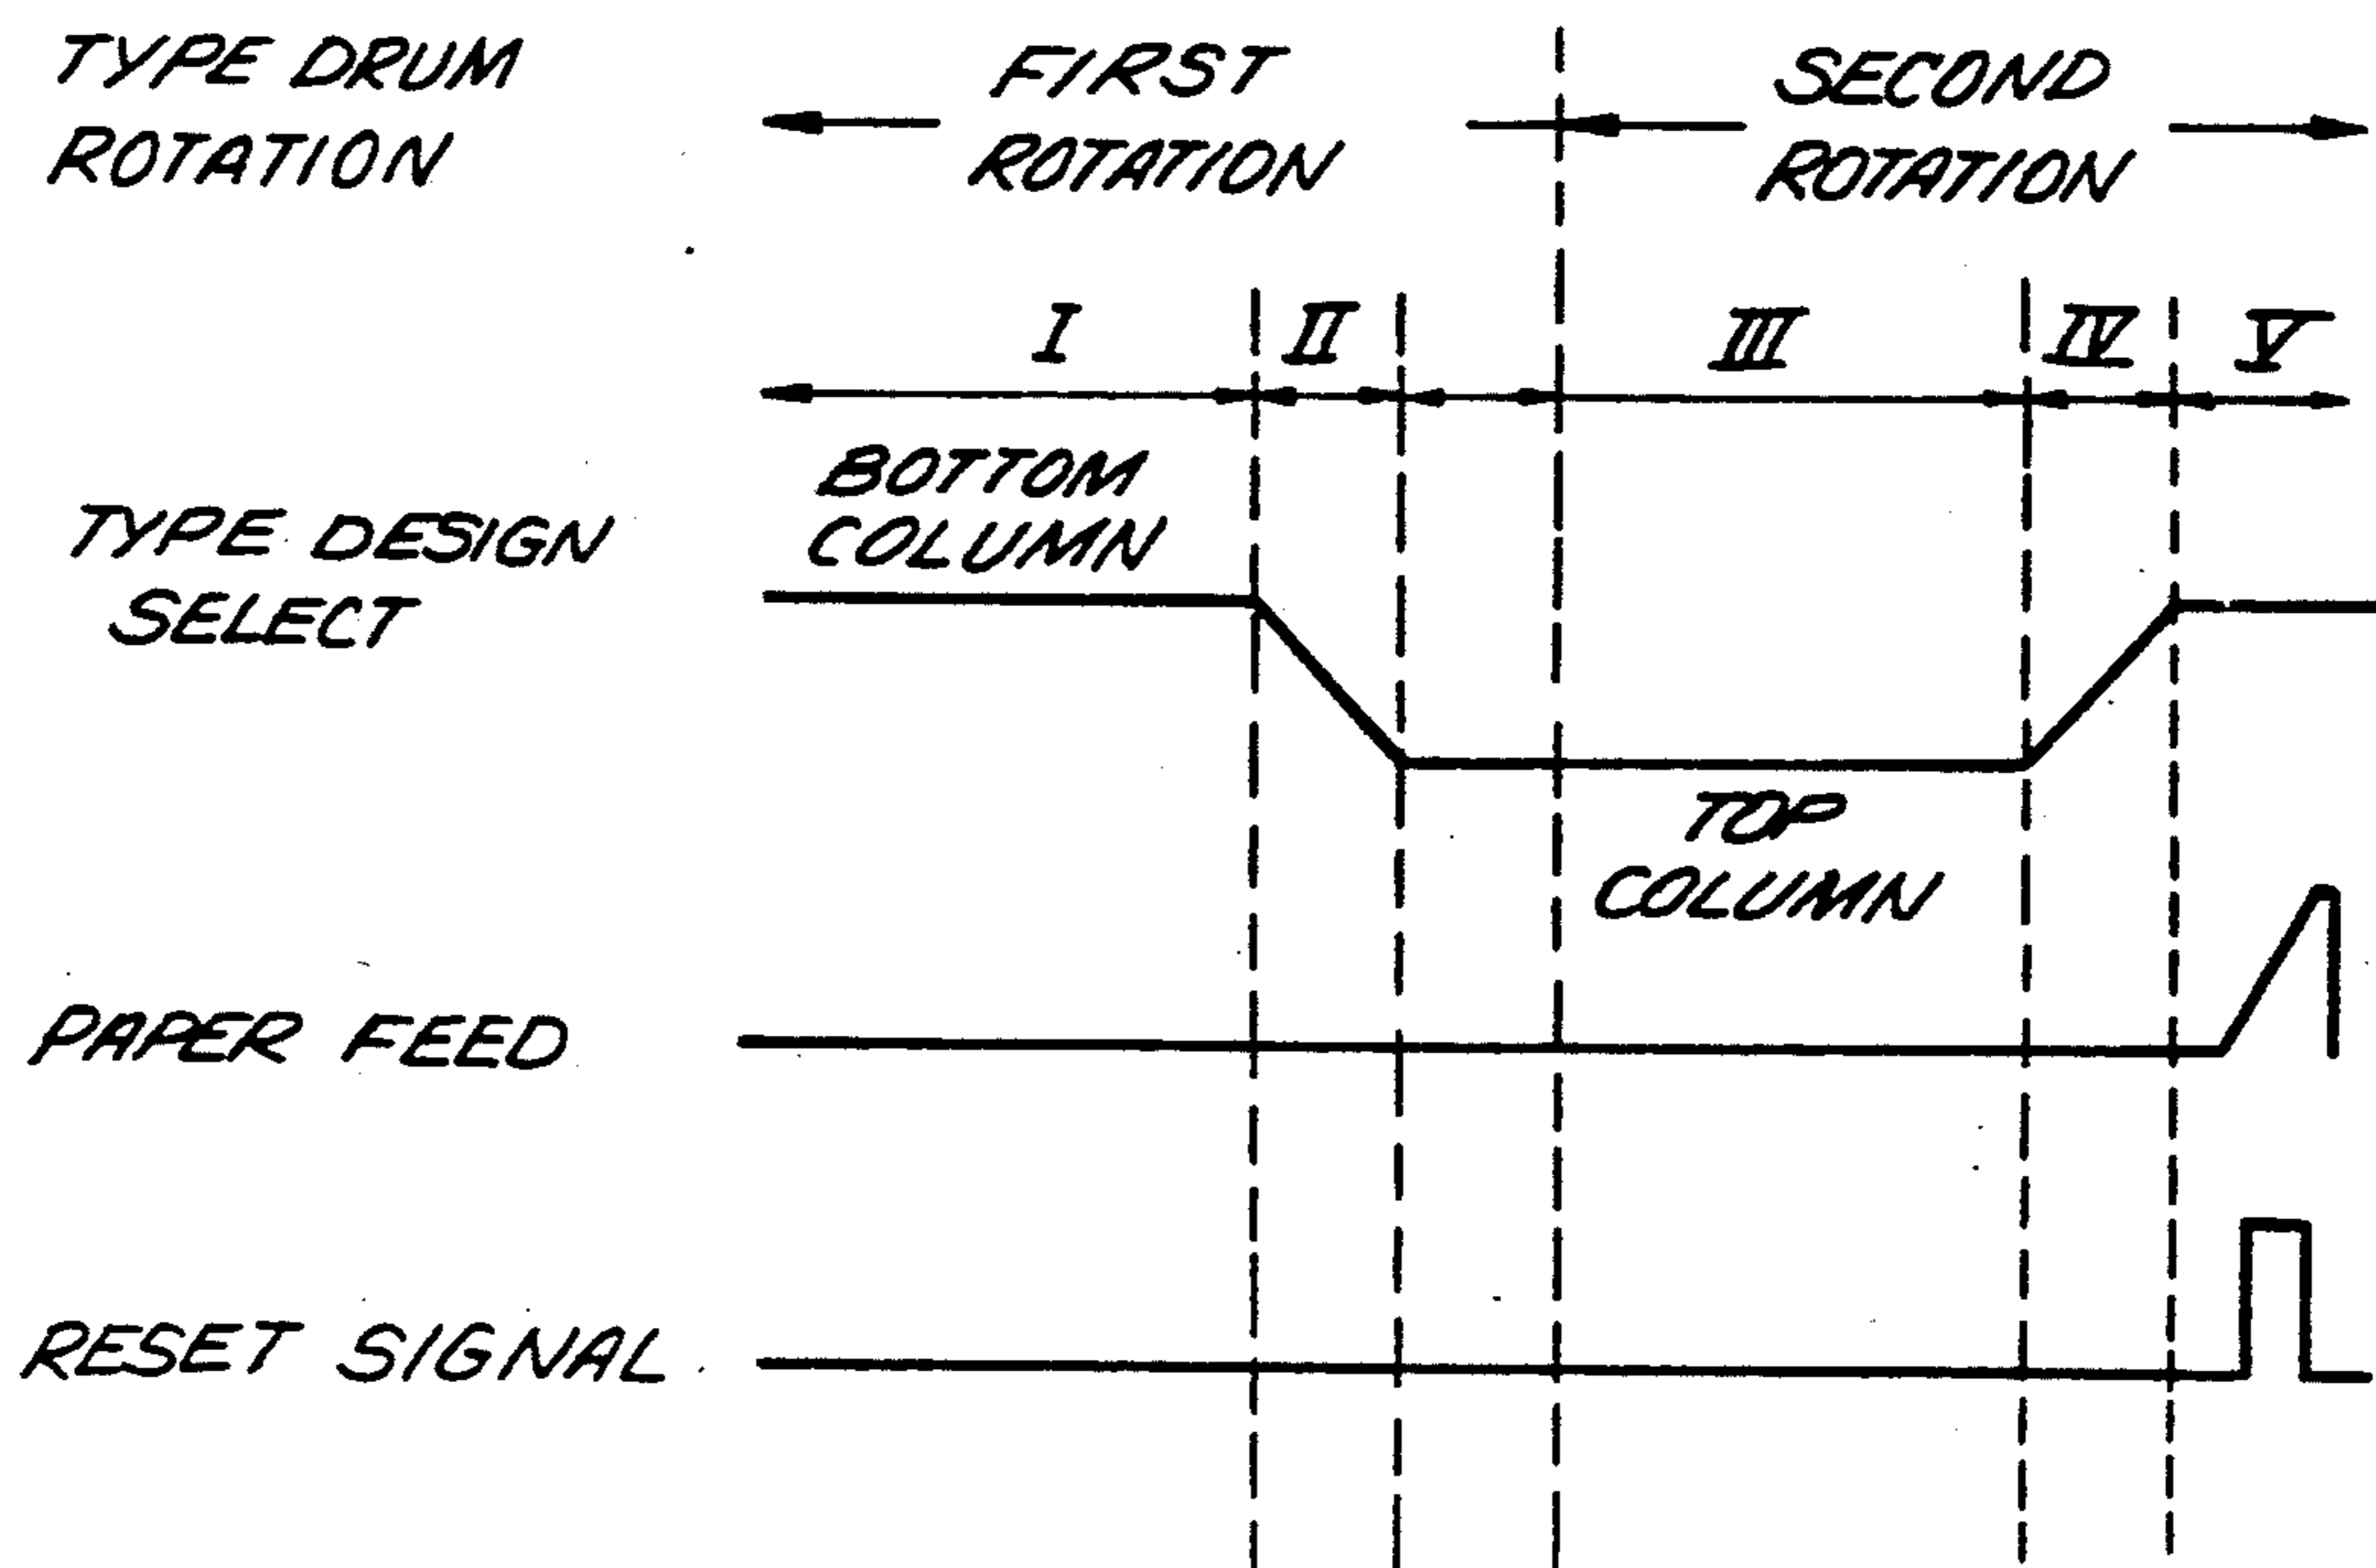 TYPE DRUM
ROTATION
FIRST
ROTATION
SECOND
ROTATION
I
II
III
IV
V
BOTTOM
COLUMN
TYPE DESIGN
SELECT
TOP
COLUMN
PAPER FEED
RESET SIGNAL